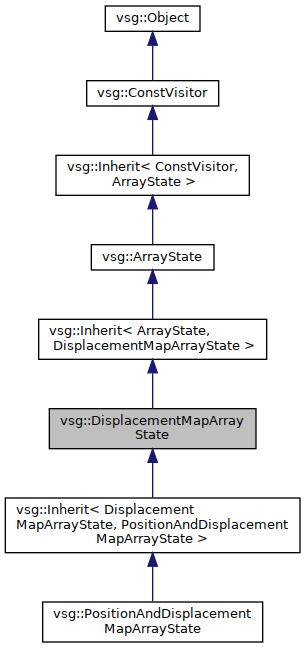 vsg::Object
vsg::ConstVisitor
vsg::Inherit< ConstVisitor,
ArrayState >
vsg::ArrayState
vsg::Inherit< ArrayState,
DisplacementMapArrayState >
vsg::DisplacementMapArray
State
vsg::Inherit< Displacement
MapArrayState, PositionAndDisplacement
MapArrayState >
vsg::PositionAndDisplacement
MapArrayState